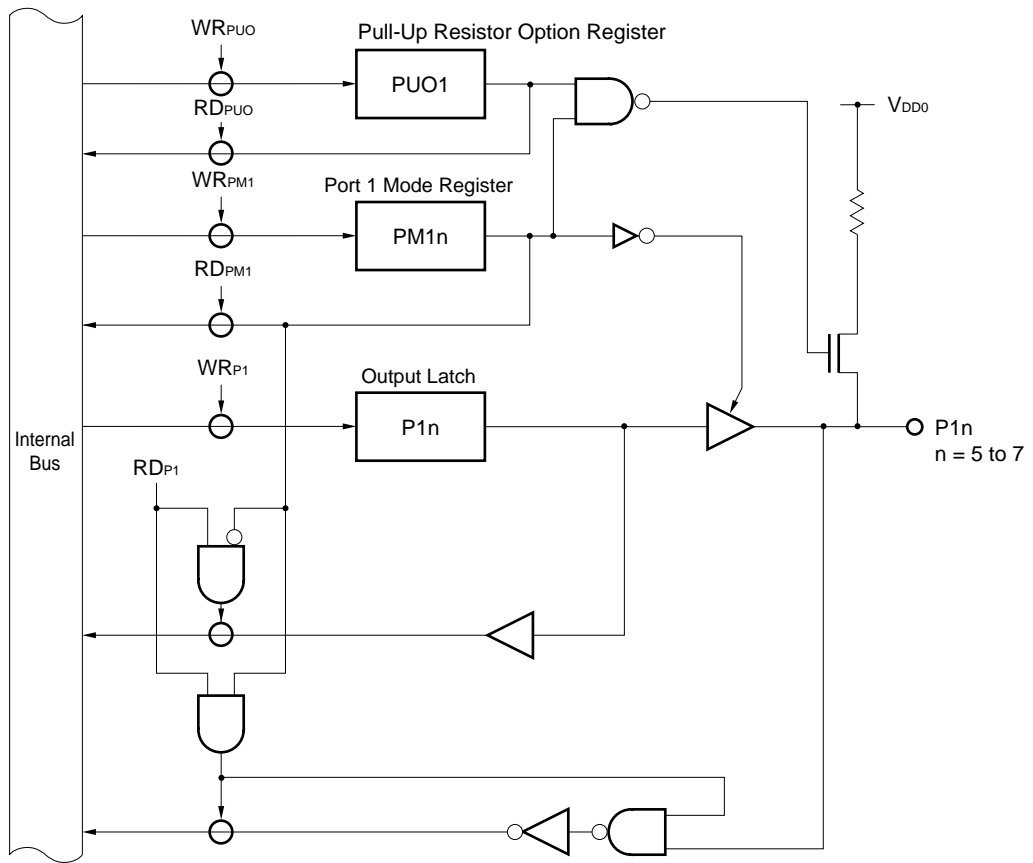 WRPUO
Pull-Up Resistor Option Register
PUO1
RDPUO
VDD0
WRPM1
Port 1 Mode Register
PM1n
RDPM1
WRP1
Output Latch
P1n
P1n
n = 5 to 7
Internal
Bus
RDP1